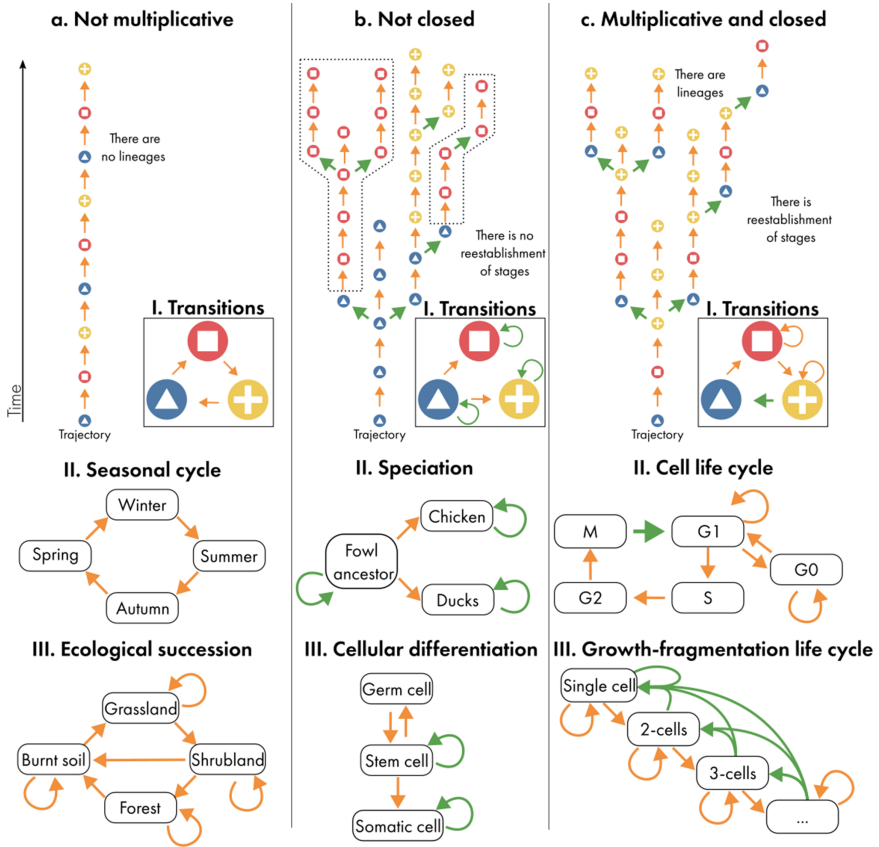 a. Not multiplicative
There are
no lineages
Time
I. Transitions
Trajectory
II. Seasonal cycle
Winter
Spring
Summer
Autumn
III. Ecological succession
Grassland
Burnt soil
Shrubland
Forest
b. Not closed
There is no
reestablishment
of stages
I. Transitions
Trajectory
II. Speciation
Chicken
Fowl
ancestor
Ducks
III. Cellular differentiation
Germ cell
Stem cell
Somatic cell
c. Multiplicative and closed
There are
lineages
There is
reestablishment
of stages
I. Transitions
Trajectory
II. Cell life cycle
M
G1
G0
G2
S
III. Growth-fragmentation life cycle
Single cell
2-cells
3-cells
...